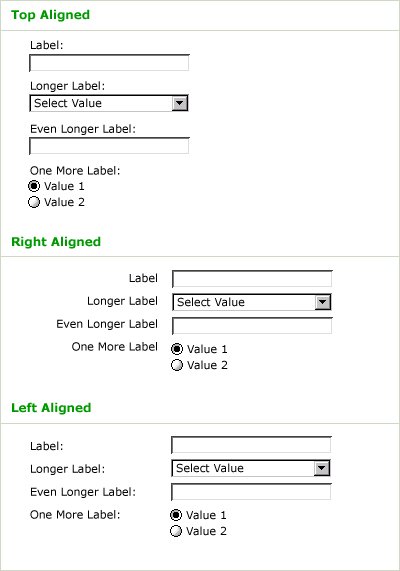 Top Aligned
Label:
Longer Label:
Select Value
Even Longer Label:
One More Label:
Value 1
Value 2
Right Aligned
Label
Longer Label Select Value
Even Longer Label
One More Label Value 1
Value 2
Left Aligned
Label:
Longer Label: Select Value
Even Longer Label:
One More Label: Value 1
Value 2